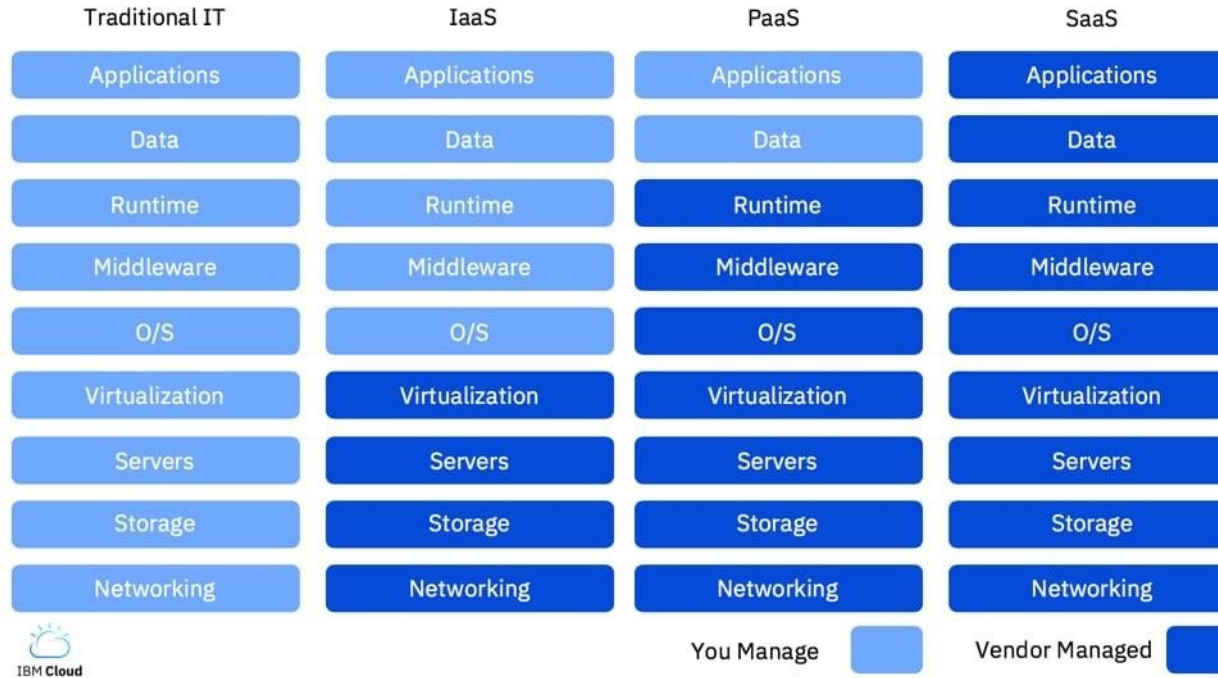 Traditional IT IaaS PaaS SaaS
Applications Applications Applications Applications
Data Data Data Data
Runtime Runtime Runtime Runtime
Middleware Middleware Middleware Middleware
O/S O/S O/S O/S
Virtualization Virtualization Virtualization Virtualization
Servers Servers Servers Servers
Storage Storage Storage Storage
Networking Networking Networking Networking
You Manage Vendor Managed
IBM Cloud